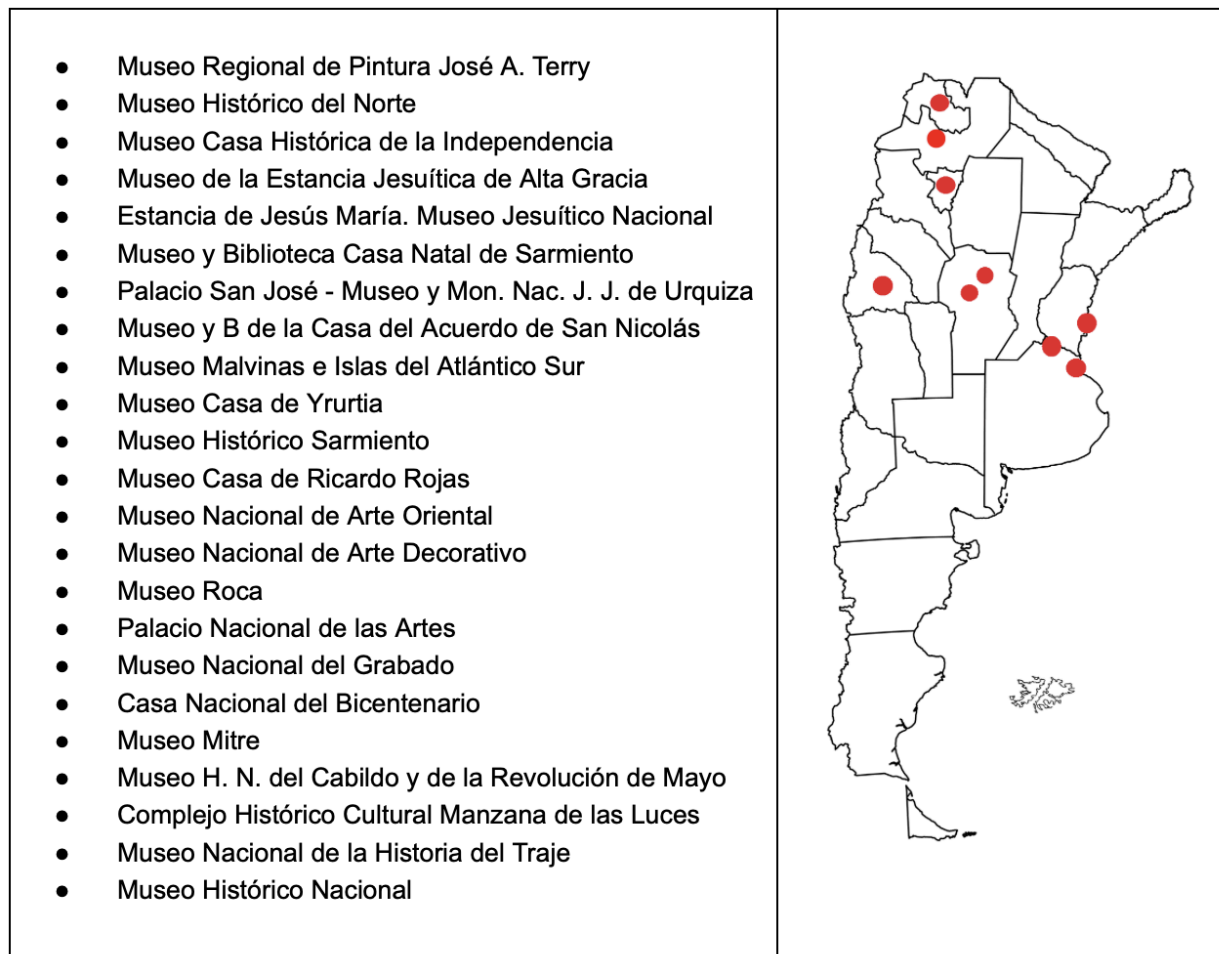 ● Museo Regional de Pintura José A. Terry
● Museo Histórico del Norte
● Museo Casa Histórica de la Independencia
● Museo de la Estancia Jesuítica de Alta Gracia
● Estancia de Jesús María. Museo Jesuítico Nacional
● Museo y Biblioteca Casa Natal de Sarmiento
● Palacio San José - Museo y Mon. Nac. J. J. de Urquiza
● Museo y B de la Casa del Acuerdo de San Nicolás
● Museo Malvinas e Islas del Atlántico Sur
● Museo Casa de Yrurtia
● Museo Histórico Sarmiento
● Museo Casa de Ricardo Rojas
● Museo Nacional de Arte Oriental
● Museo Nacional de Arte Decorativo
● Museo Roca
● Palacio Nacional de las Artes
● Museo Nacional del Grabado
● Casa Nacional del Bicentenario
● Museo Mitre
● Museo H. N. del Cabildo y de la Revolución de Mayo
● Complejo Histórico Cultural Manzana de las Luces
● Museo Nacional de la Historia del Traje
● Museo Histórico Nacional